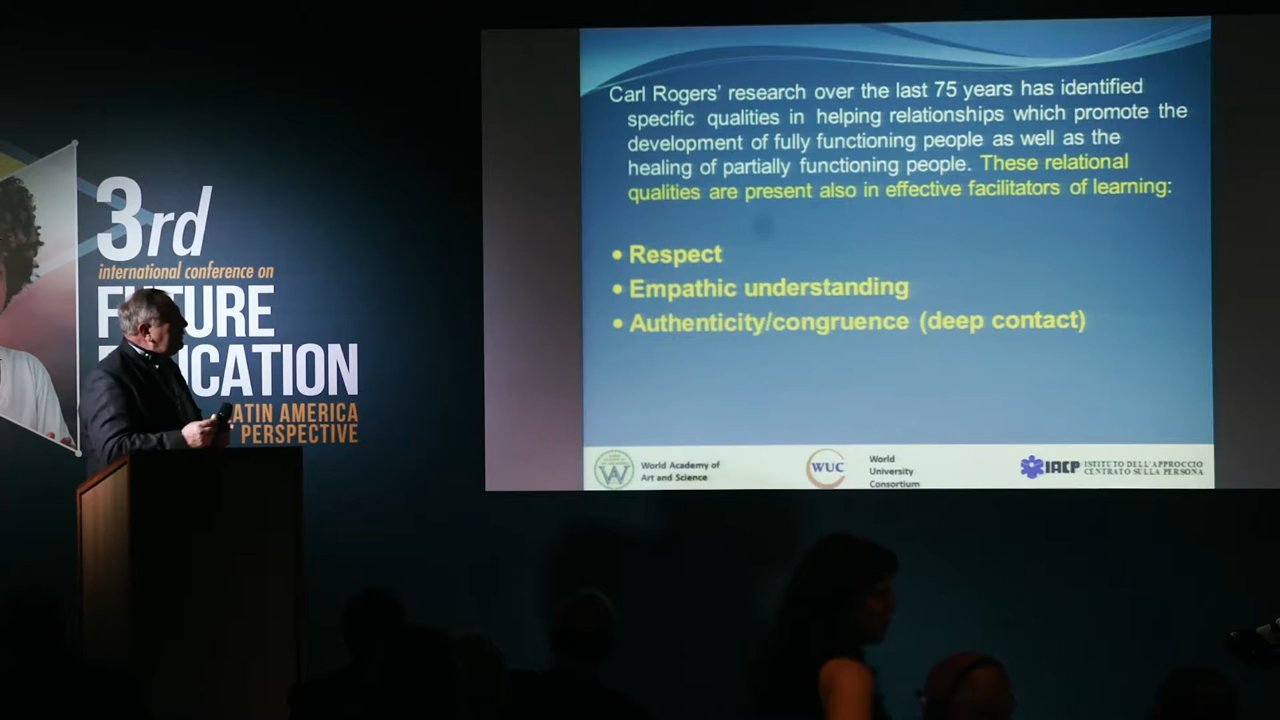 3rd
international conference on
FUTURE
EDUCATION
LATIN AMERICA
PERSPECTIVE
Carl Rogers' research over the last 75 years has identified
specific qualities in helping relationships which promote the
development of fully functioning people as well as the
healing of partially functioning people. These relational
qualities are present also in effective facilitators of learning:
• Respect
• Empathic understanding
• Authenticity/congruence (deep contact)
World Academy of
Art and Science
WUC
World
University
Consortium
IACP
ISTITUTO DELL'APPROCCIO
CENTRATO SULLA PERSONA